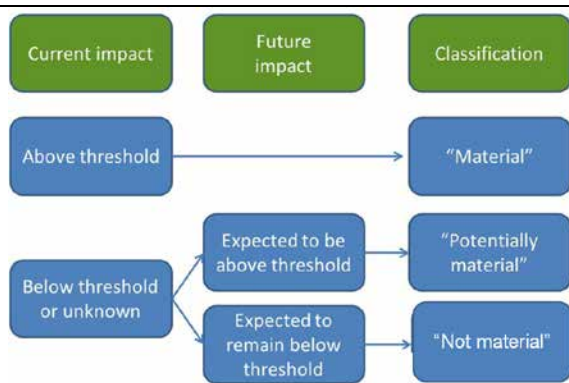 Current impact
Future
impact
Classification
Above threshold
“Material”
Below threshold
or unknown
Expected to be
above threshold
“Potentially
material”
Expected to
remain below
threshold
“Not material”